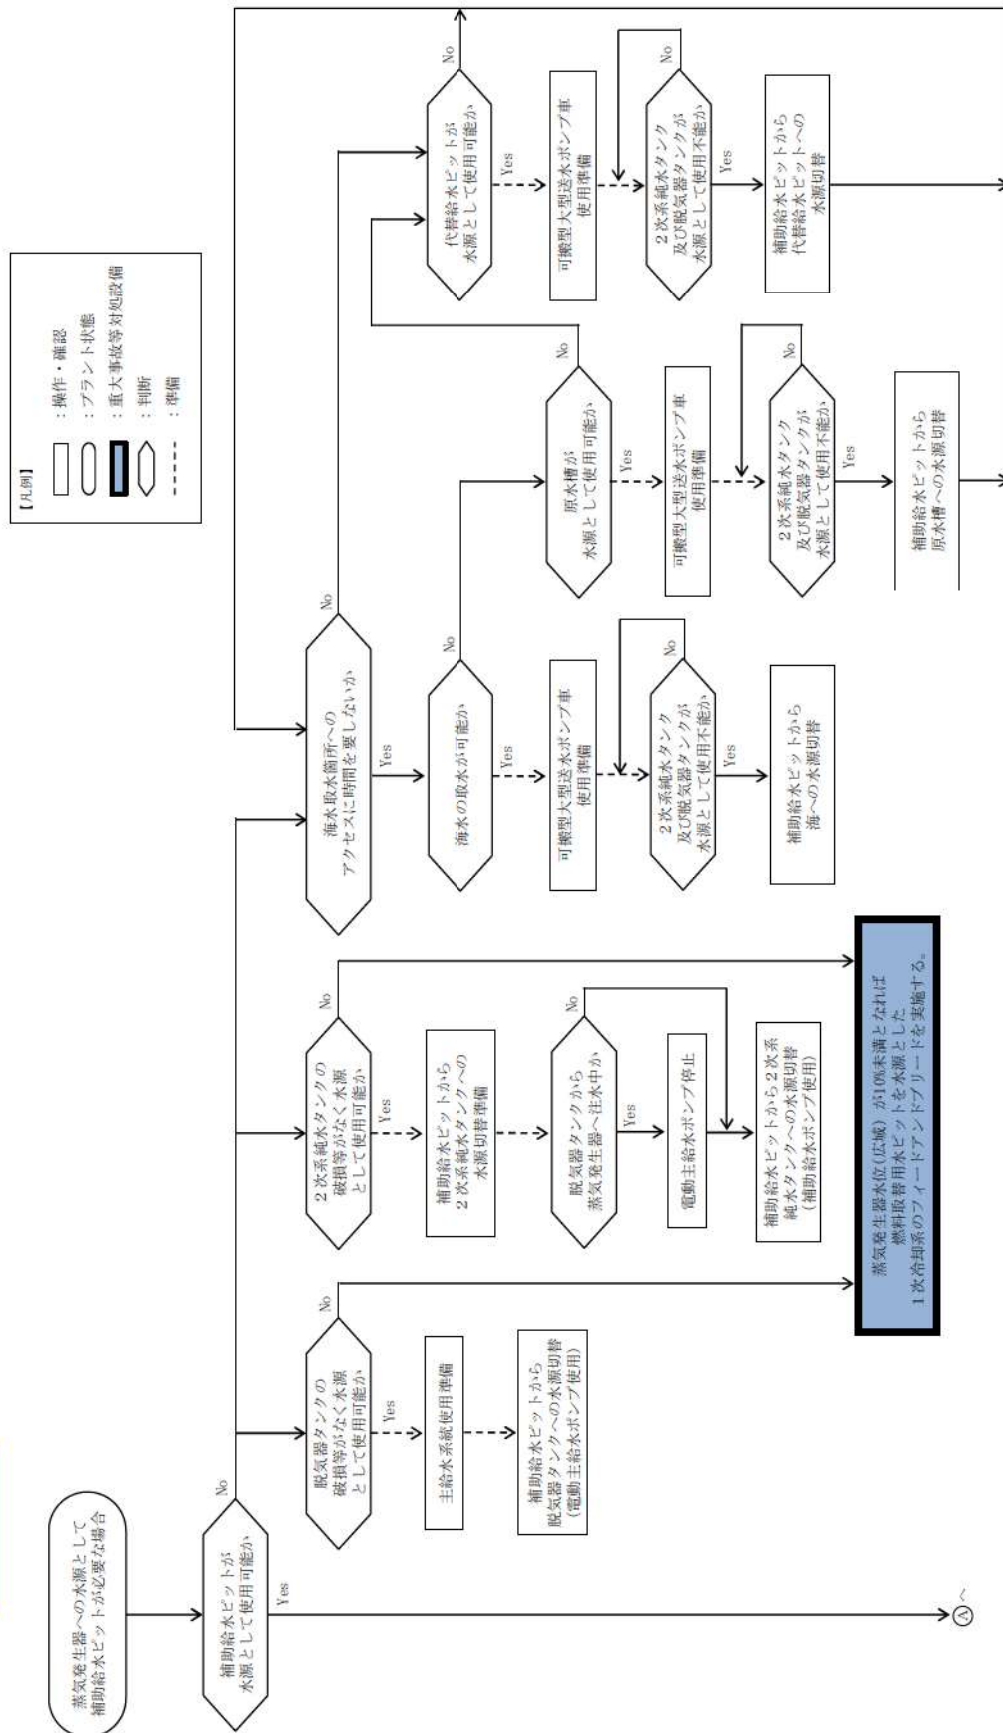 蒸気発生器への水源として
補助給水ピットが必要な場合
補助給水ピットが
水源として使用可能か
No
Yes
Ⓐへ
脱気器タンクの
破損等がなく水源
として使用可能か
No
Yes
主給水系統使用準備
補助給水ピットから
脱気器タンクへの水源切替
(電動主給水ポンプ使用)
2次系純水タンクの
破損等がなく水源
として使用可能か
No
Yes
補助給水ピットから
2次系純水タンクへの
水源切替準備
脱気器タンクから
蒸気発生器へ注水中か
No
Yes
電動主給水ポンプ停止
補助給水ピットから2次系
純水タンクへの水源切替
(補助給水ポンプ使用)
蒸気発生器水位(広域)が10%未満となれば
燃料取替用水ピットを水源とした
1次冷却系のフィードアンドブリードを実施する。
海水取水箇所への
アクセスに時間を要しないか
No
Yes
海水の取水が可能か
No
Yes
可搬型大型送水ポンプ車
使用準備
2次系純水タンク
及び脱気器タンクが
水源として使用不能か
No
Yes
補助給水ピットから
海への水源切替
原水槽が
水源として使用可能か
No
Yes
可搬型大型送水ポンプ車
使用準備
2次系純水タンク
及び脱気器タンクが
水源として使用不能か
No
Yes
補助給水ピットから
原水槽への水源切替
代替給水ピットが
水源として使用可能か
No
Yes
可搬型大型送水ポンプ車
使用準備
2次系純水タンク
及び脱気器タンクが
水源として使用不能か
No
Yes
補助給水ピットから
代替給水ピットへの
水源切替
【凡例】
:操作・確認
:プラント状態
:重大事故等対処設備
:判断
:準備